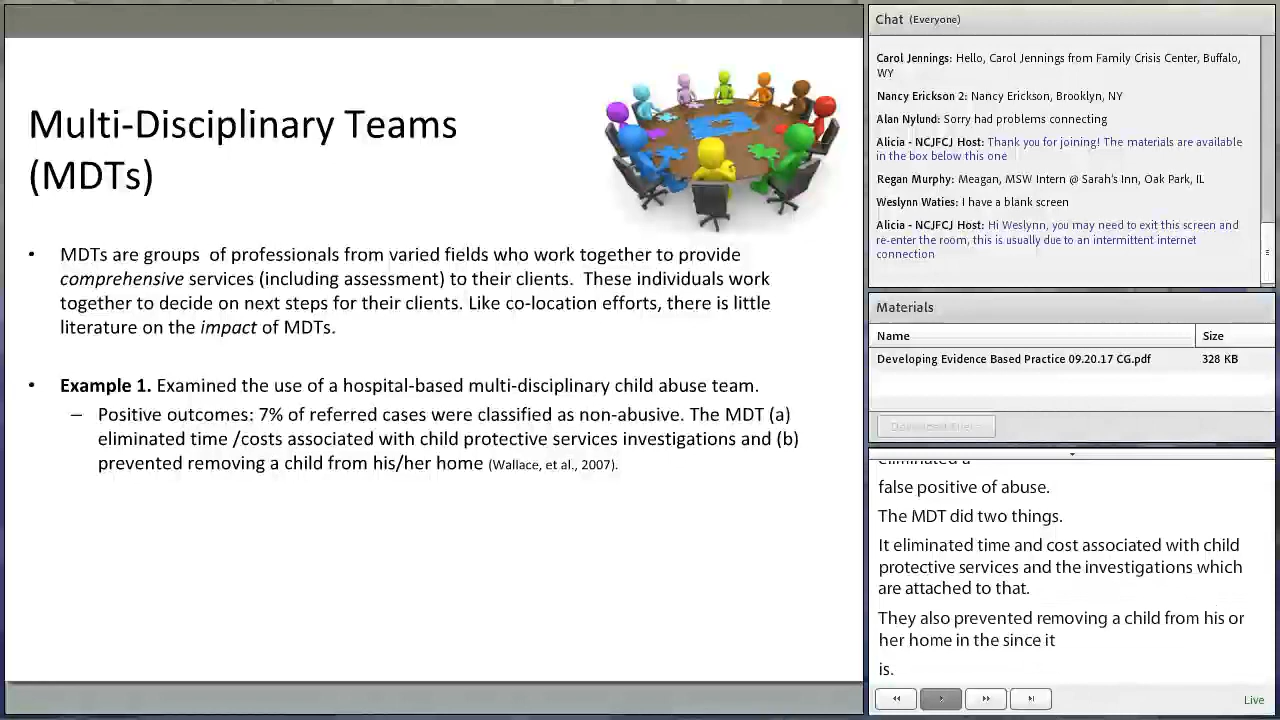 Multi-Disciplinary Teams
(MDTs)
• MDTs are groups of professionals from varied fields who work together to provide
comprehensive services (including assessment) to their clients. These individuals work
together to decide on next steps for their clients. Like co-location efforts, there is little
literature on the impact of MDTs.
• Example 1. Examined the use of a hospital-based multi-disciplinary child abuse team.
– Positive outcomes: 7% of referred cases were classified as non-abusive. The MDT (a)
eliminated time /costs associated with child protective services investigations and (b)
prevented removing a child from his/her home (Wallace, et al., 2007).
Chat (Everyone)
Carol Jennings: Hello, Carol Jennings from Family Crisis Center, Buffalo,
WY
Nancy Erickson 2: Nancy Erickson, Brooklyn, NY
Alan Nylund: Sorry had problems connecting
Alicia - NCJFCJ Host: Thank you for joining! The materials are available
in the box below this one
Regan Murphy: Meagan, MSW Intern @ Sarah's Inn, Oak Park, IL
Weslynn Waties: I have a blank screen
Alicia - NCJFCJ Host: Hi Weslynn, you may need to exit this screen and
re-enter the room, this is usually due to an intermittent internet
connection
Materials
Name Size
Developing Evidence Based Practice 09.20.17 CG.pdf 328 KB
eliminated a
false positive of abuse.
The MDT did two things.
It eliminated time and cost associated with child
protective services and the investigations which
are attached to that.
They also prevented removing a child from his or
her home in the since it
is.
Live